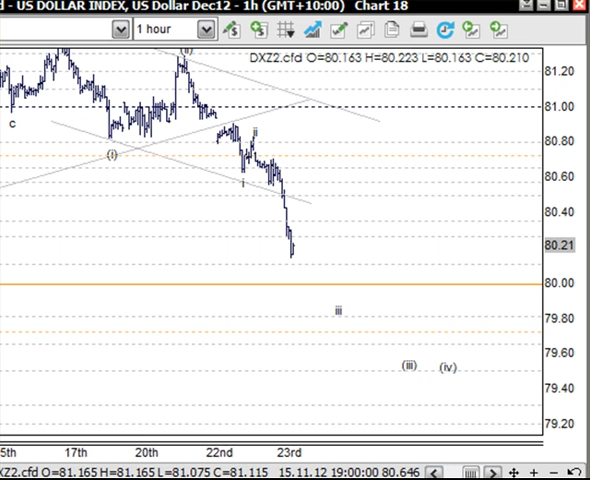 d - US DOLLAR INDEX, US Dollar Dec12 - 1h (GMT+10:00) Chart 18
1 hour
DXZ2.cfd O=80.163 H=80.223 L=80.163 C=80.210
(ii)
81.20
c
81.00
ii
80.80
(i)
i
80.60
80.40
80.21
80.00
iii
79.80
79.60
(iii) (iv)
79.40
79.20
5th 17th 20th 22nd 23rd
XZ2.cfd O=81.165 H=81.165 L=81.075 C=81.115 15.11.12 19:00:00 80.646